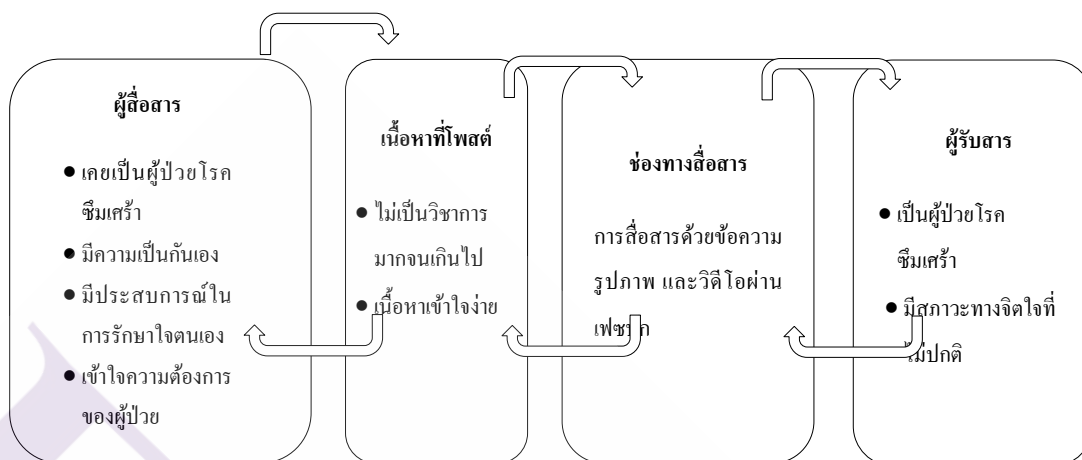 ผู้สื่อสาร
● เคยเป็นผู้ป่วยโรค
ซึมเศร้า
● มีความเป็นกันเอง
● มีประสบการณ์ใน
การรักษาใจตนเอง
● เข้าใจความต้องการ
ของผู้ป่วย
เนื้อหาที่โพสต์
● ไม่เป็นวิชาการ
มากจนเกินไป
● เนื้อหาเข้าใจง่าย
ช่องทางสื่อสาร
การสื่อสารด้วยข้อความ
รูปภาพ และวิดีโอผ่าน
ผู้รับสาร
● เป็นผู้ป่วยโรค
ซึมเศร้า
● มีสภาวะทางจิตใจที่
ไม่ปกติ